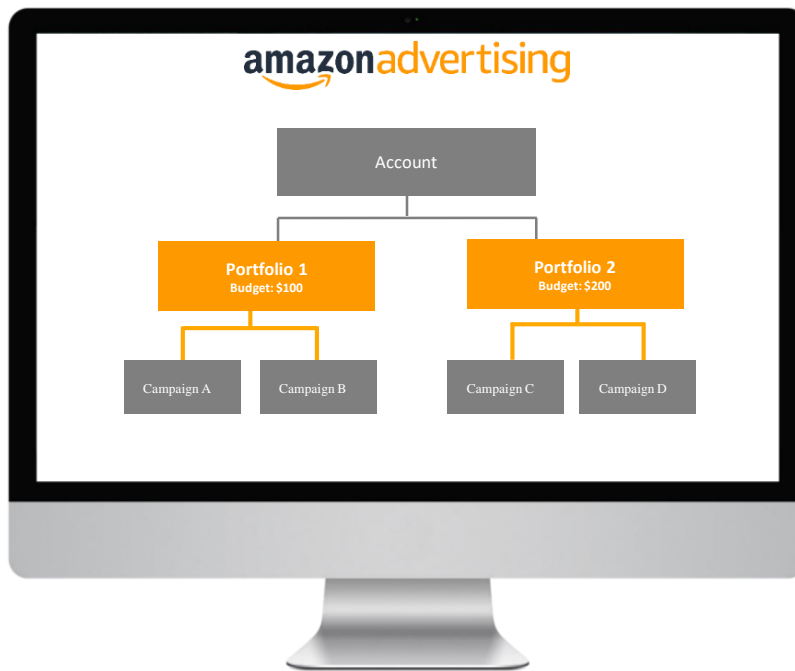 amazonadvertising
Account
Portfolio 1
Budget: $100
Portfolio 2
Budget: $200
Campaign A
Campaign B
Campaign C
Campaign D